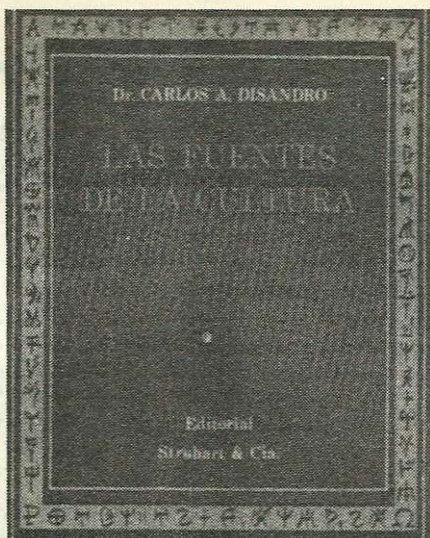 Dr. CARLOS A. DISANDRO
LAS FUENTES
DE LA CULTURA
Editorial
Struhart & Cía.